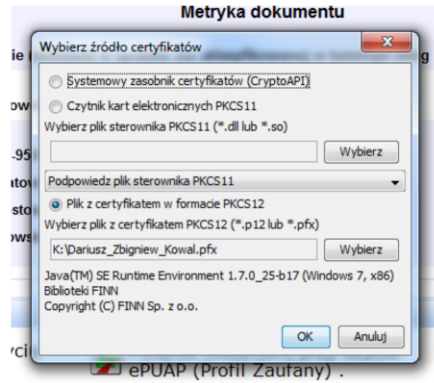 Metryka dokumentu
Wybierz źródło certyfikatów
Systemowy zasobnik certyfikatów (CryptoAPI)
Czytnik kart elektronicznych PKCS11
Wybierz plik sterownika PKCS11 (*.dll lub *.so)
Wybierz
Podpowiedz plik sterownika PKCS11
Plik z certyfikatem w formacie PKCS12
Wybierz plik z certyfikatem PKCS12 (*.p12 lub *.pfx)
K:\Dariusz_Zbigniew_Kowal.pfx
Wybierz
Java(TM) SE Runtime Environment 1.7.0_25-b17 (Windows 7, x86)
Biblioteki FINN
Copyright (C) FINN Sp. z o.o.
OK
Anuluj
ePUAP (Profil Zaufany) .